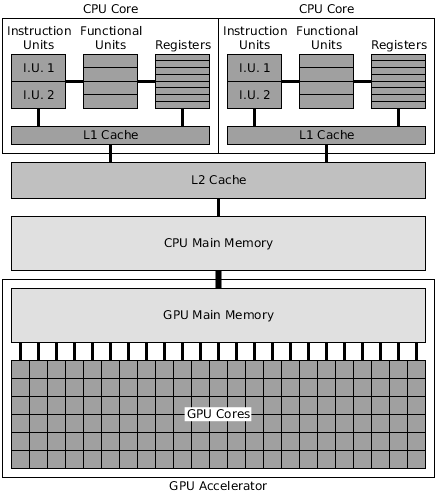 CPU Core
CPU Core
Instruction Units
Functional Units
Registers
I.U. 1
I.U. 2
L1 Cache
Instruction Units
Functional Units
Registers
I.U. 1
I.U. 2
L1 Cache
L2 Cache
CPU Main Memory
GPU Main Memory
GPU Cores
GPU Accelerator